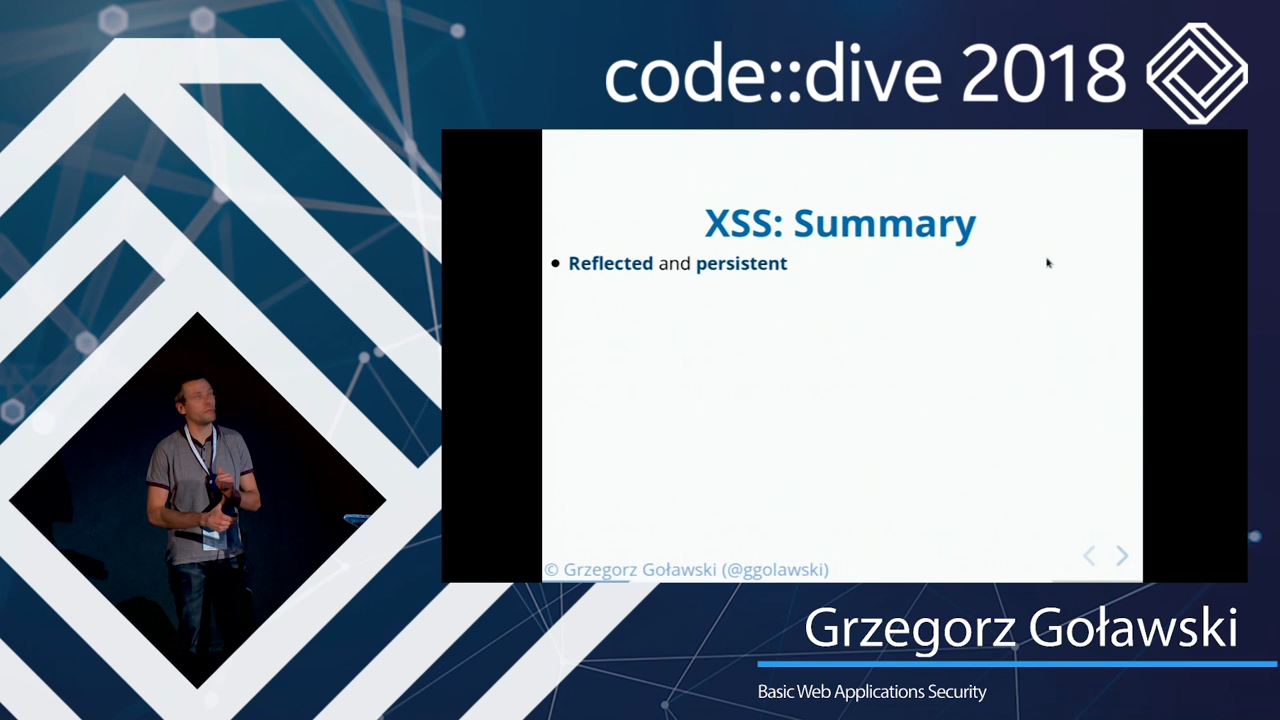 code::dive 2018
XSS: Summary
● Reflected and persistent
© Grzegorz Goławski (@ggolawski)
Grzegorz Goławski
Basic Web Applications Security